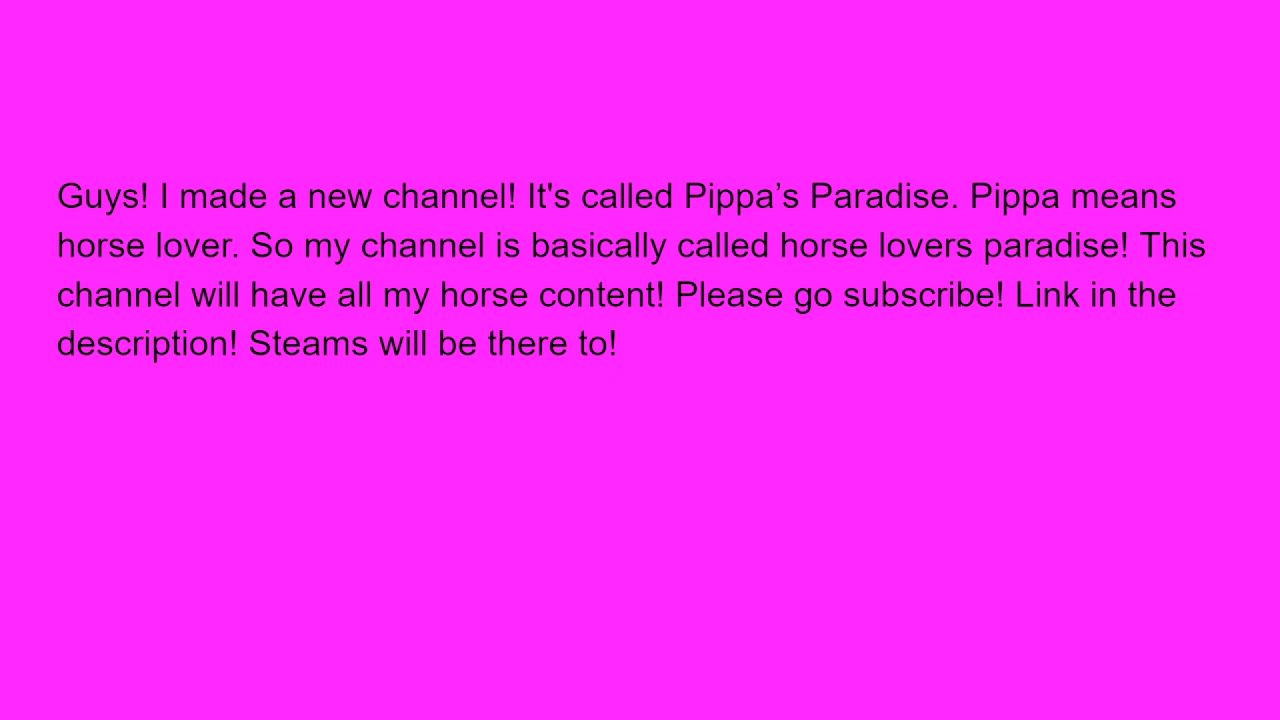 Guys! I made a new channel! It's called Pippa’s Paradise. Pippa means
horse lover. So my channel is basically called horse lovers paradise! This
channel will have all my horse content! Please go subscribe! Link in the
description! Steams will be there to!